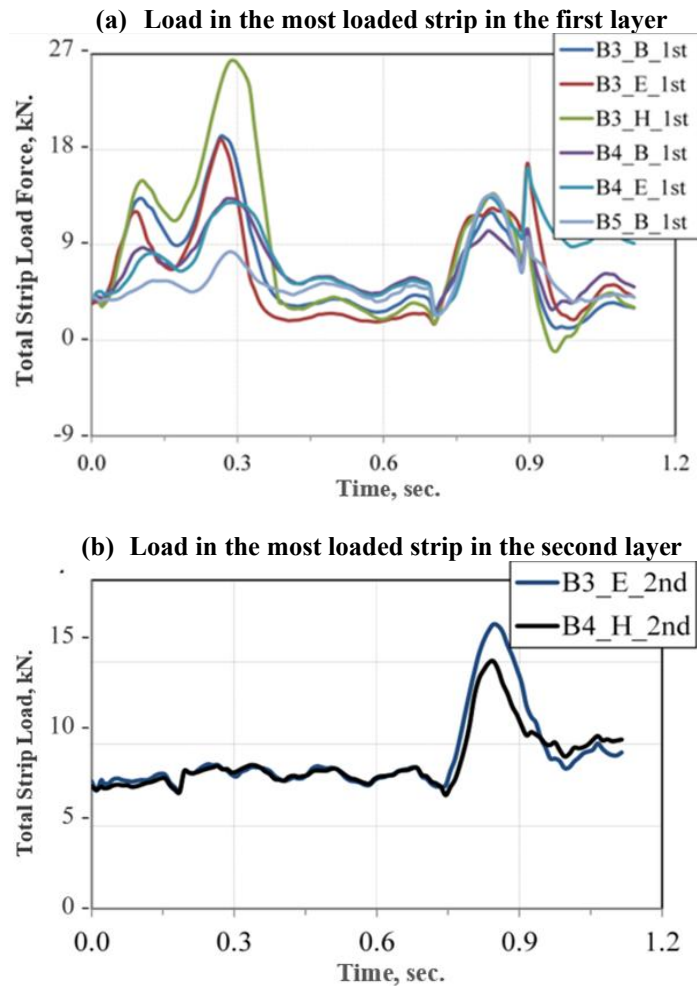 (a) Load in the most loaded strip in the first layer
Total Strip Load Force, kN.
27
18
9
0
-9
B3_B_1st
B3_E_1st
B3_H_1st
B4_B_1st
B4_E_1st
B5_B_1st
0.0 0.3 0.6 0.9 1.2
Time, sec.
(b) Load in the most loaded strip in the second layer
Total Strip Load, kN.
15
10
5
0
B3_E_2nd
B4_H_2nd
0.0 0.3 0.6 0.9 1.2
Time, sec.